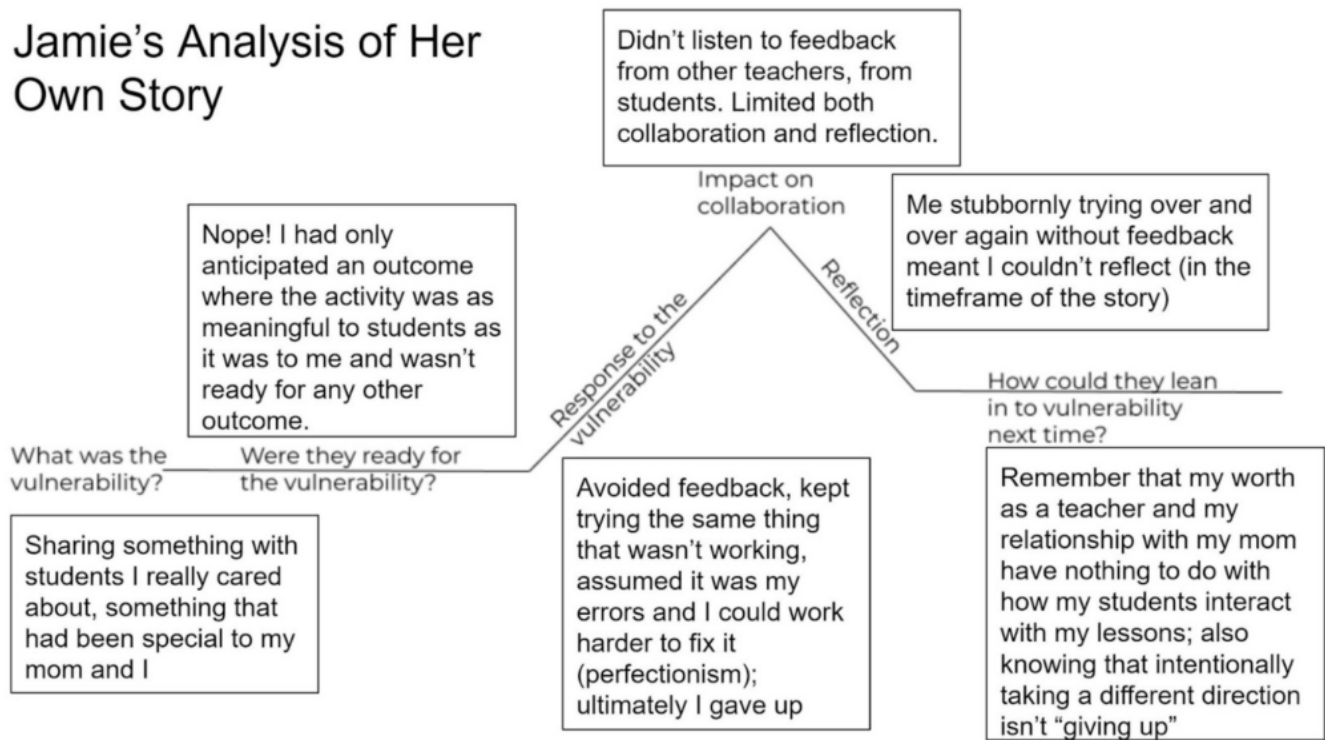 Jamie's Analysis of Her
Own Story
What was the
vulnerability?
Sharing something with
students I really cared
about, something that
had been special to my
mom and I
Nope! I had only
anticipated an outcome
where the activity was as
meaningful to students as
it was to me and wasn't
ready for any other
outcome.
Were they ready for
the vulnerability?
Response to the
vulnerability
Avoided feedback, kept
trying the same thing
that wasn't working,
assumed it was my
errors and I could work
harder to fix it
(perfectionism);
ultimately I gave up
Didn't listen to feedback
from other teachers, from
students. Limited both
collaboration and reflection.
Impact on
collaboration
Reflection
Me stubbornly trying over and
over again without feedback
meant I couldn't reflect (in the
timeframe of the story)
How could they lean
in to vulnerability
next time?
Remember that my worth
as a teacher and my
relationship with my mom
have nothing to do with
how my students interact
with my lessons; also
knowing that intentionally
taking a different direction
isn't “giving up”